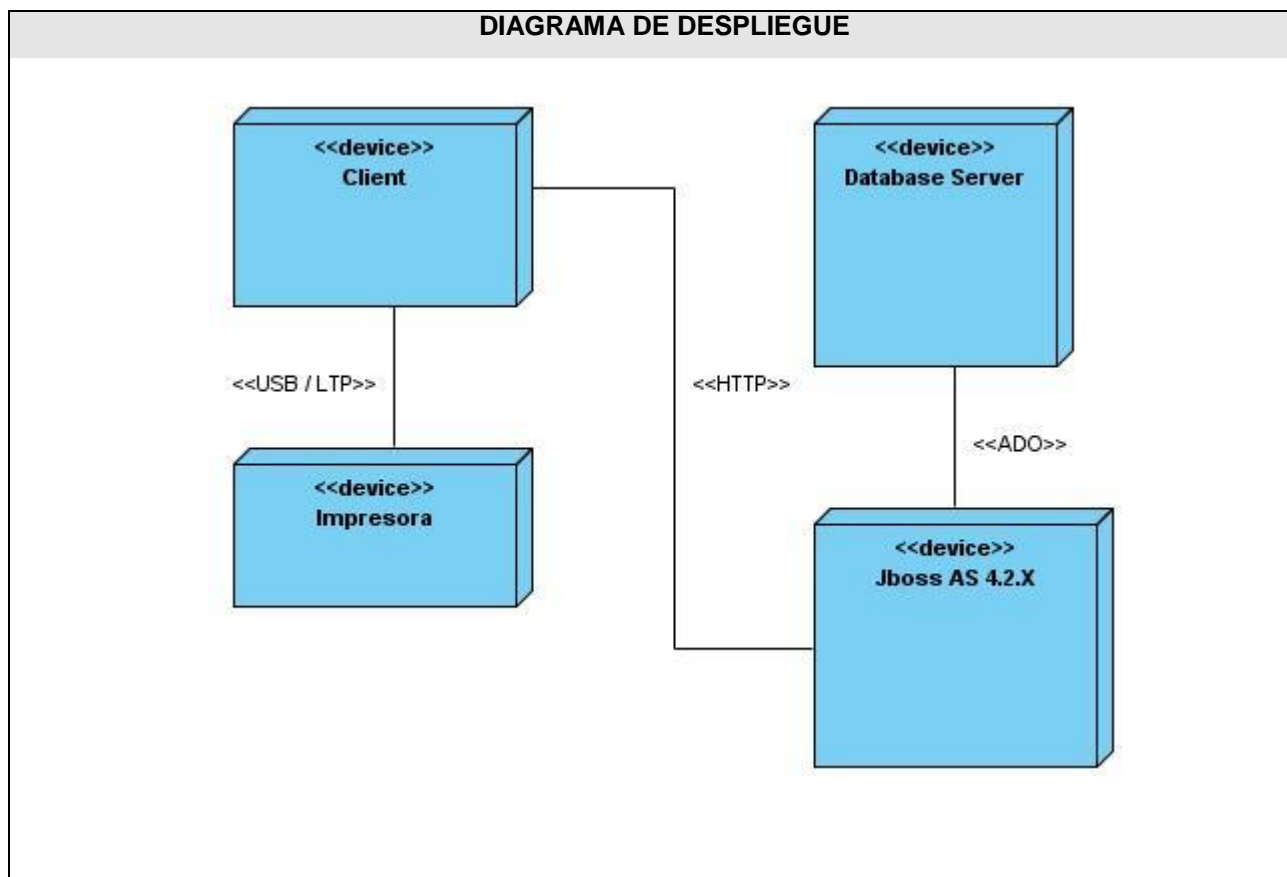 DIAGRAMA DE DESPLIEGUE
<<device>>
Client
<<device>>
Database Server
<<USB / LTP>>
<<HTTP>>
<<ADO>>
<<device>>
Impresora
<<device>>
Jboss AS 4.2.X